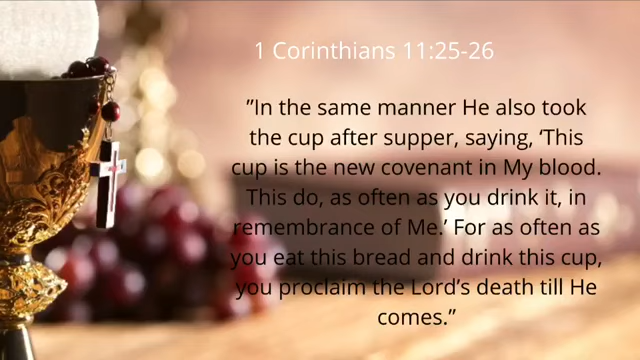 1 Corinthians 11:25-26
”In the same manner He also took
the cup after supper, saying, ‘This
cup is the new covenant in My blood.
This do, as often as you drink it, in
remembrance of Me.’ For as often as
you eat this bread and drink this cup,
you proclaim the Lord’s death till He
comes.”